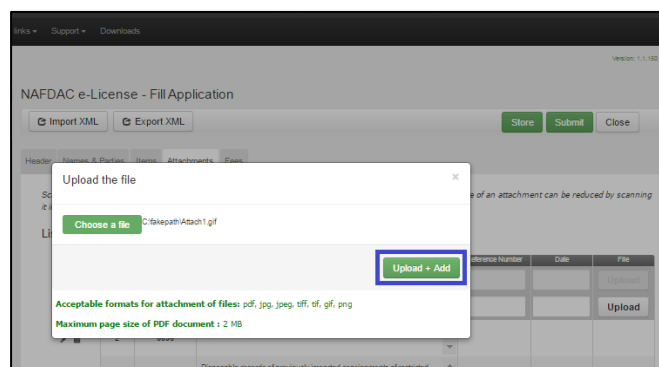 links Support Downloads
Version: 1.1.150
NAFDAC e-License - Fill Application
Import XML Export XML Store Submit Close
Header Names & Parties Items Attachments Fees
Upload the file ×
e of an attachment can be reduced by scanning
Choose a file C:\fakepath\Attach1.gif
Upload + Add
Reference Number Date File
Upload
Acceptable formats for attachment of files: pdf, jpg, jpeg, tiff, tif, gif, png
Upload
Maximum page size of PDF document : 2 MB